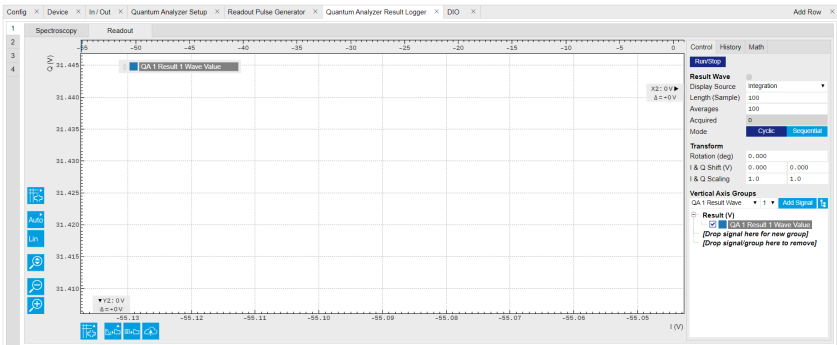 Config × Device × In / Out × Quantum Analyzer Setup × Readout Pulse Generator × Quantum Analyzer Result Logger × DIO × Add Row ×
1
2
3
4
Spectroscopy Readout
-55 -50 -45 -40 -35 -30 -25 -20 -15 -10 -5 0
Q (V)
31.445
31.440
31.435
31.430
31.425
31.420
31.415
31.410
QA 1 Result 1 Wave Value
X2: 0V▶
Δ=+0V
Auto
Lin
▼Y2: 0V
Δ=+0V
-55.13 -55.12 -55.11 -55.10 -55.09 -55.08 -55.07 -55.06 -55.05
I (V)
Control History Math
Run/Stop
Result Wave
Display Source Integration
Length (Sample) 100
Averages 100
Acquired 0
Mode Cyclic Sequential
Transform
Rotation (deg) 0.000
I & Q Shift (V) 0.000 0.000
I & Q Scaling 1.0 1.0
Vertical Axis Groups
QA 1 Result Wave ▼ 1 ▼ Add Signal
Result (V)
QA 1 Result 1 Wave Value
[Drop signal here for new group]
[Drop signal/group here to remove]